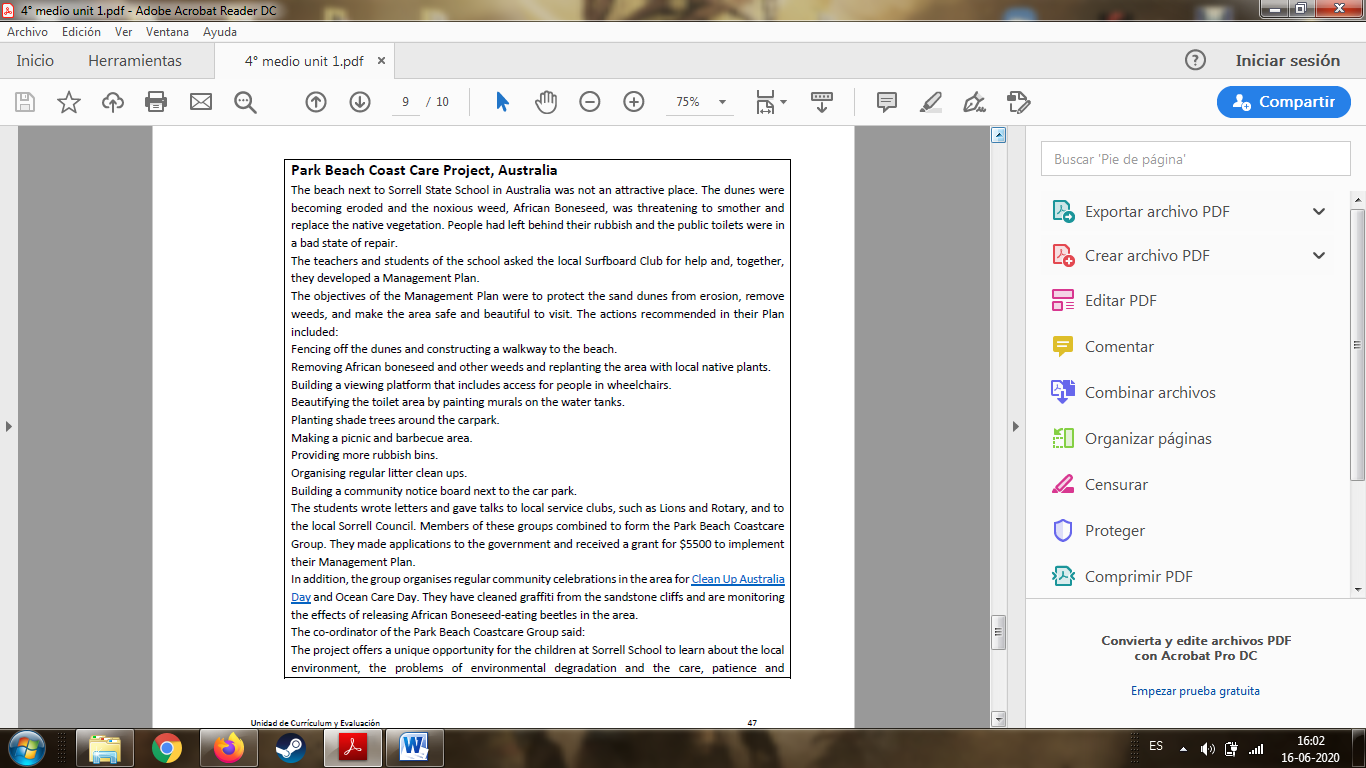 4° medio unit 1.pdf - Adobe Acrobat Reader DC
Archivo Edición Ver Ventana Ayuda
Inicio Herramientas 4° medio unit 1.pdf × Iniciar sesión
9 / 10 75% Compartir
Park Beach Coast Care Project, Australia
The beach next to Sorrell State School in Australia was not an attractive place. The dunes were
becoming eroded and the noxious weed, African Boneseed, was threatening to smother and
replace the native vegetation. People had left behind their rubbish and the public toilets were in
a bad state of repair.
The teachers and students of the school asked the local Surfboard Club for help and, together,
they developed a Management Plan.
The objectives of the Management Plan were to protect the sand dunes from erosion, remove
weeds, and make the area safe and beautiful to visit. The actions recommended in their Plan
included:
Fencing off the dunes and constructing a walkway to the beach.
Removing African boneseed and other weeds and replanting the area with local native plants.
Building a viewing platform that includes access for people in wheelchairs.
Beautifying the toilet area by painting murals on the water tanks.
Planting shade trees around the carpark.
Making a picnic and barbecue area.
Providing more rubbish bins.
Organising regular litter clean ups.
Building a community notice board next to the car park.
The students wrote letters and gave talks to local service clubs, such as Lions and Rotary, and to
the local Sorrell Council. Members of these groups combined to form the Park Beach Coastcare
Group. They made applications to the government and received a grant for $5500 to implement
their Management Plan.
In addition, the group organises regular community celebrations in the area for Clean Up Australia
Day and Ocean Care Day. They have cleaned graffiti from the sandstone cliffs and are monitoring
the effects of releasing African Boneseed-eating beetles in the area.
The co-ordinator of the Park Beach Coastcare Group said:
The project offers a unique opportunity for the children at Sorrell School to learn about the local
environment, the problems of environmental degradation and the care, patience and
Unidad de Currículum y Evaluación 47
Buscar 'Pie de página'
Exportar archivo PDF
Crear archivo PDF
Editar PDF
Comentar
Combinar archivos
Organizar páginas
Censurar
Proteger
Comprimir PDF
Convierta y edite archivos PDF
con Acrobat Pro DC
Empezar prueba gratuita
ES 16:02
16-06-2020